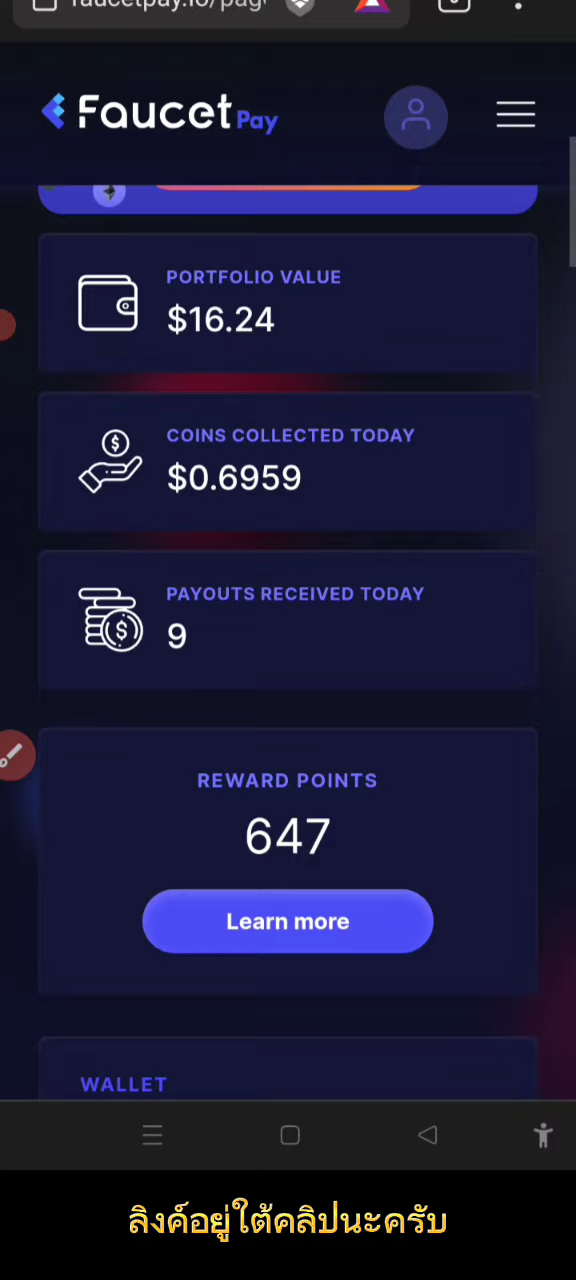 Faucet Pay
PORTFOLIO VALUE
$16.24
COINS COLLECTED TODAY
$0.6959
PAYOUTS RECEIVED TODAY
9
REWARD POINTS
647
Learn more
WALLET
ลิงค์อยู่ใต้คลิปนะครับ